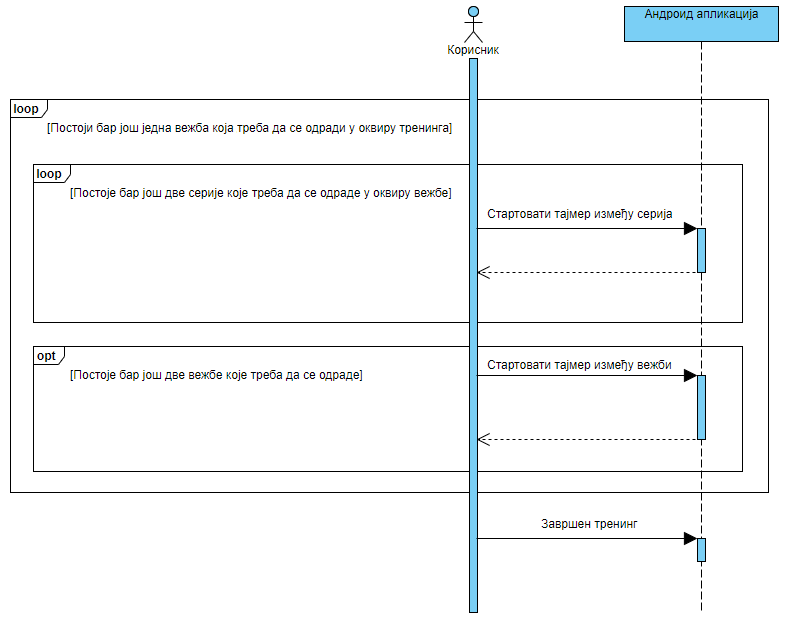 Корисник
Андроид апликација
loop
[Постоји бар још једна вежба која треба да се одради у оквиру тренинга]
loop
[Постоје бар још две серије које треба да се одраде у оквиру вежбе]
Стартовати тајмер између серија
opt
[Постоје бар још две вежбе које треба да се одраде]
Стартовати тајмер између вежби
Завршен тренинг